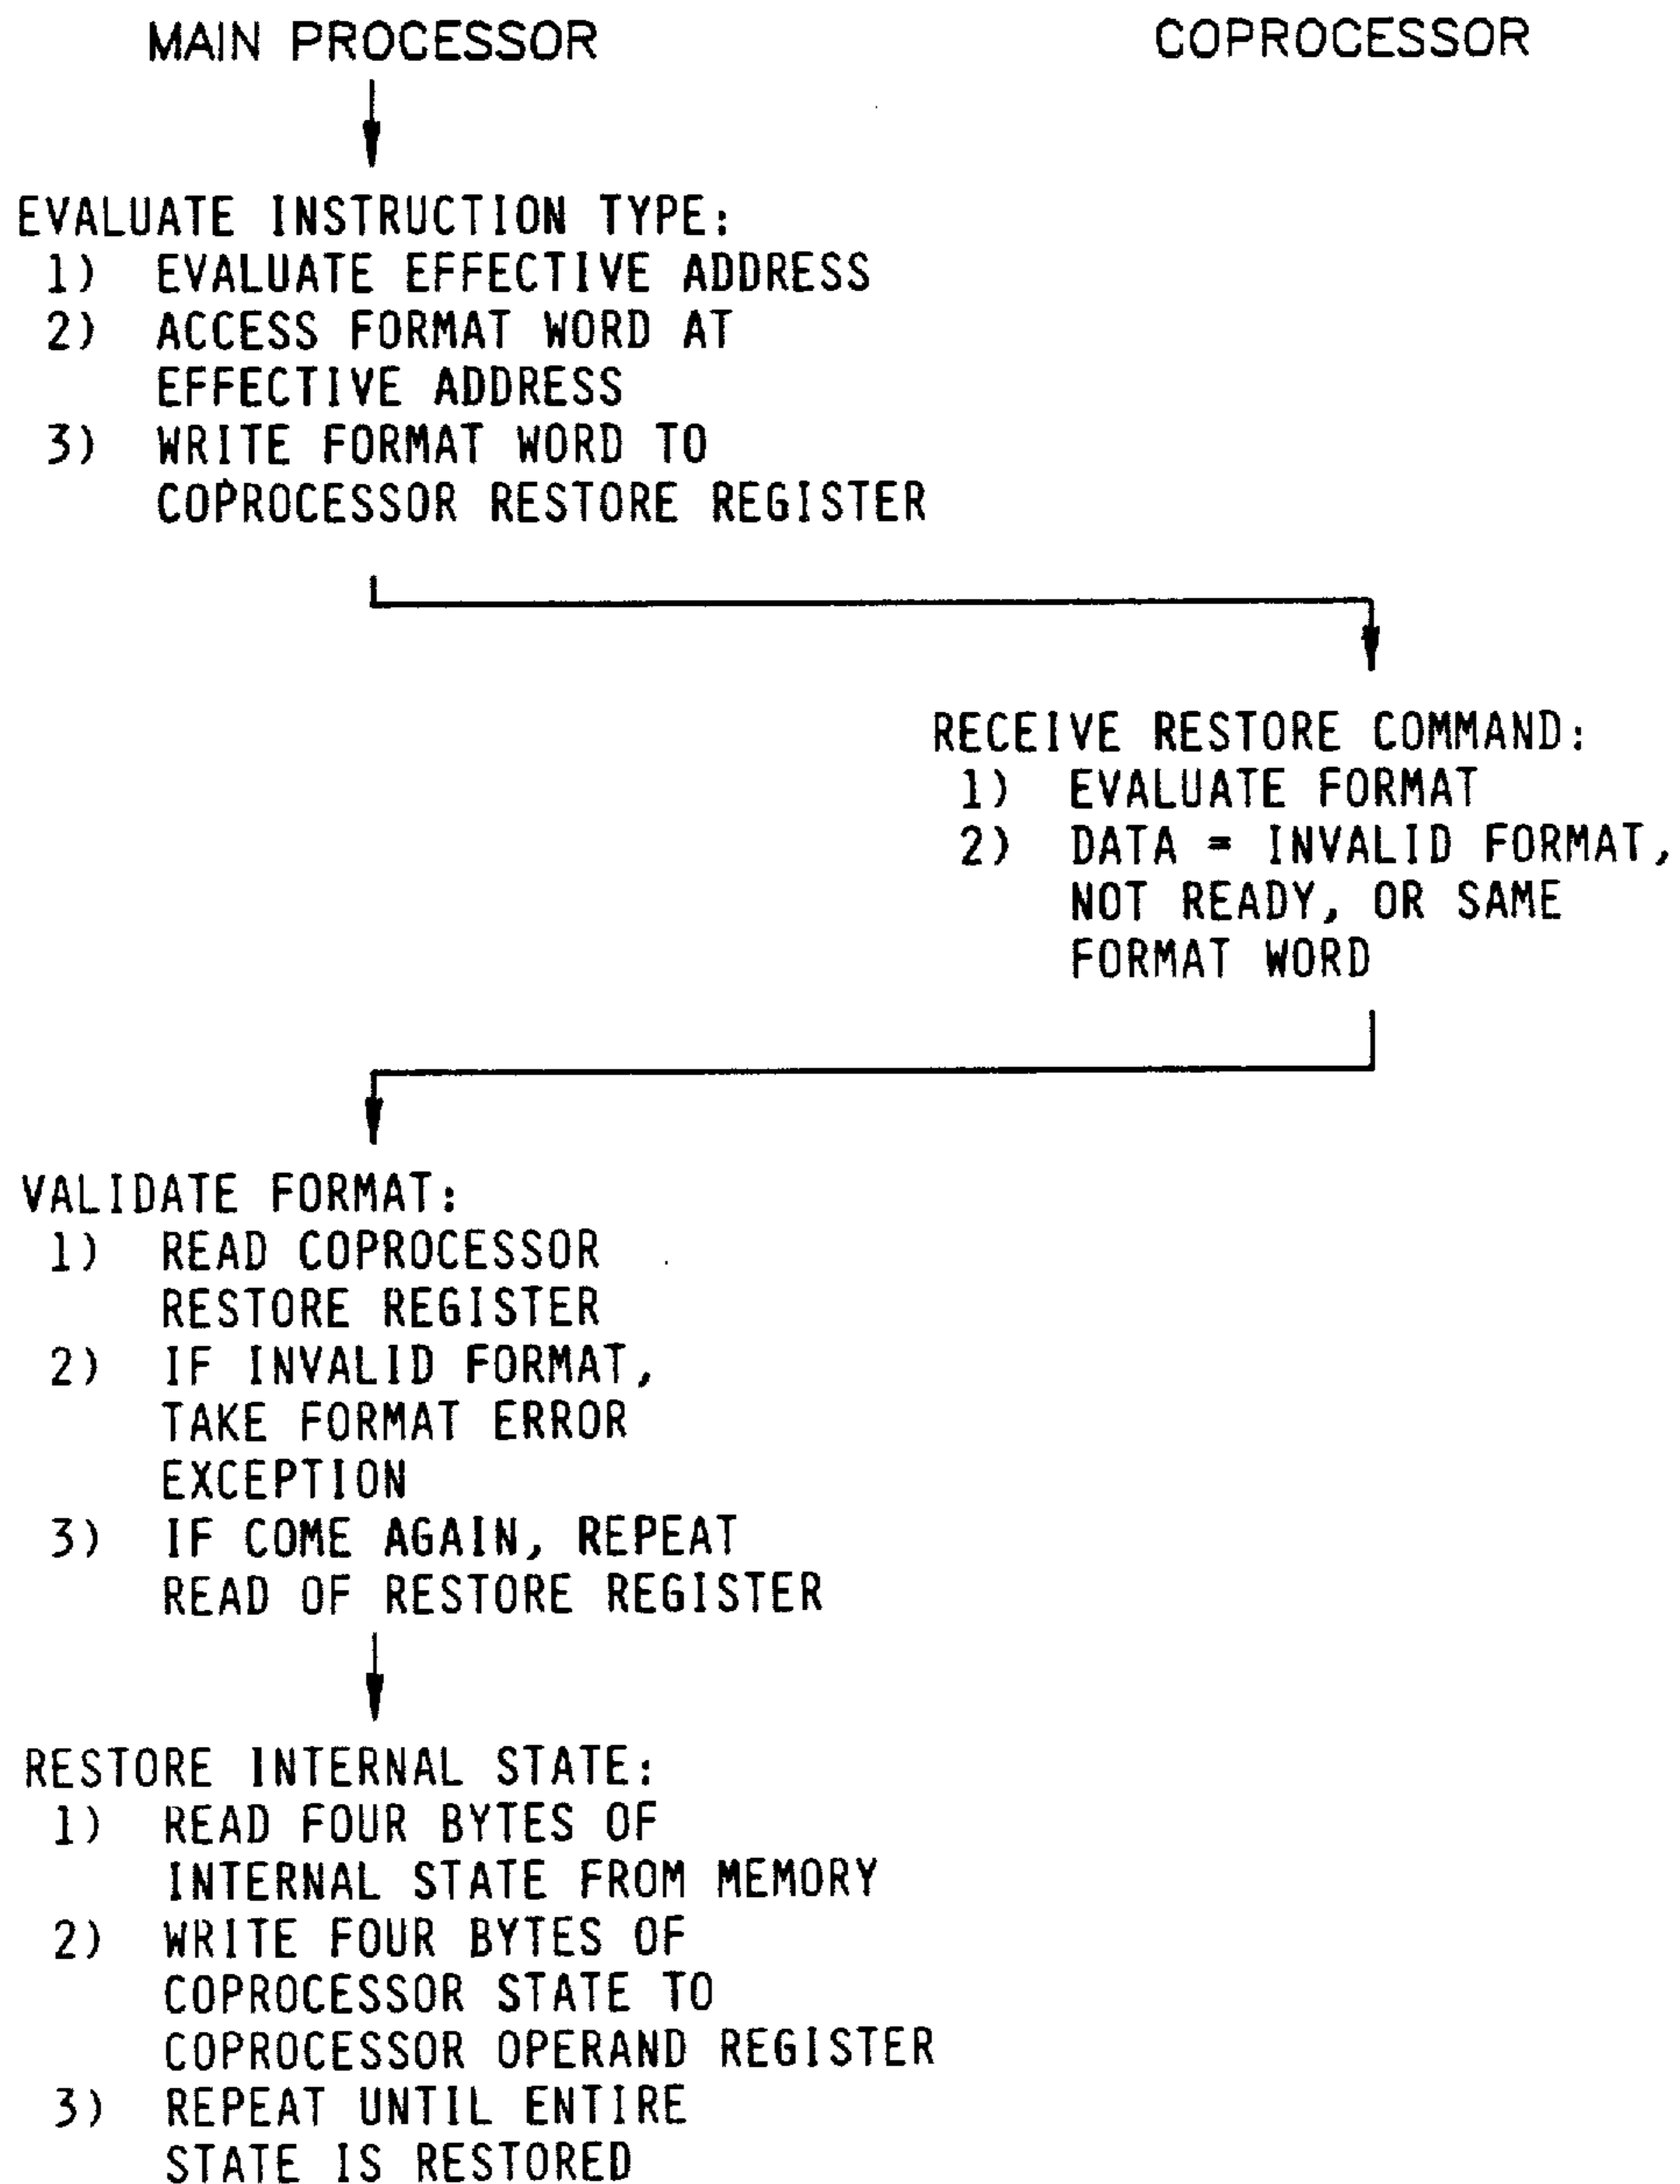 MAIN PROCESSOR
COPROCESSOR
EVALUATE INSTRUCTION TYPE:
1) EVALUATE EFFECTIVE ADDRESS
2) ACCESS FORMAT WORD AT
EFFECTIVE ADDRESS
3) WRITE FORMAT WORD TO
COPROCESSOR RESTORE REGISTER
RECEIVE RESTORE COMMAND:
1) EVALUATE FORMAT
2) DATA = INVALID FORMAT,
NOT READY, OR SAME
FORMAT WORD
VALIDATE FORMAT:
1) READ COPROCESSOR
RESTORE REGISTER
2) IF INVALID FORMAT,
TAKE FORMAT ERROR
EXCEPTION
3) IF COME AGAIN, REPEAT
READ OF RESTORE REGISTER
RESTORE INTERNAL STATE:
1) READ FOUR BYTES OF
INTERNAL STATE FROM MEMORY
2) WRITE FOUR BYTES OF
COPROCESSOR STATE TO
COPROCESSOR OPERAND REGISTER
3) REPEAT UNTIL ENTIRE
STATE IS RESTORED